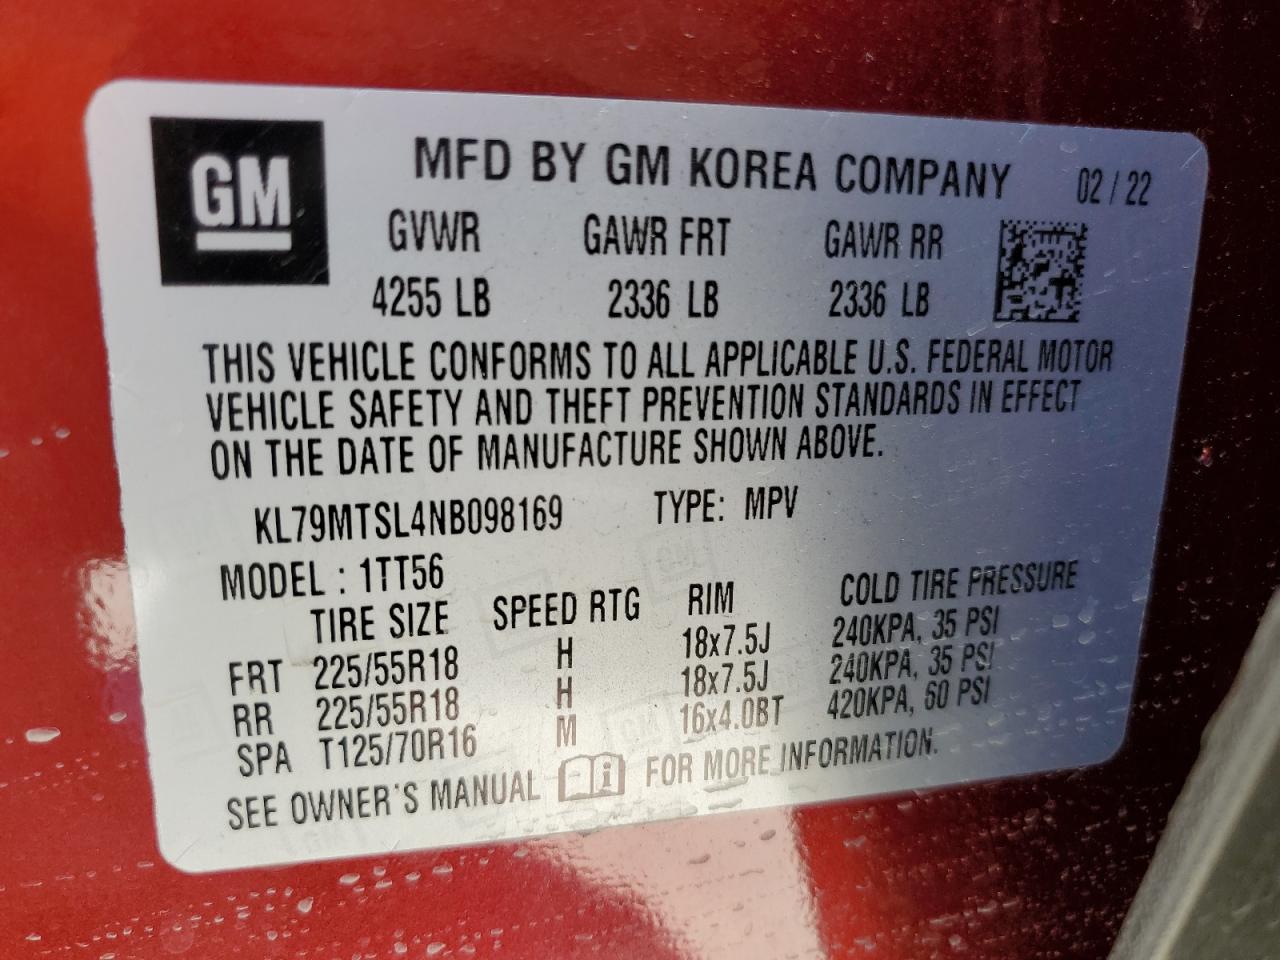 GM
MFD BY GM KOREA COMPANY 02 / 22
GVWR GAWR FRT GAWR RR
4255 LB 2336 LB 2336 LB
THIS VEHICLE CONFORMS TO ALL APPLICABLE U.S. FEDERAL MOTOR
VEHICLE SAFETY AND THEFT PREVENTION STANDARDS IN EFFECT
ON THE DATE OF MANUFACTURE SHOWN ABOVE.
KL79MTSL4NB098169 TYPE: MPV
MODEL : 1TT56
TIRE SIZE SPEED RTG RIM COLD TIRE PRESSURE
FRT 225/55R18 H 18x7.5J 240KPA, 35 PSI
RR 225/55R18 H 18x7.5J 240KPA, 35 PSI
SPA T125/70R16 M 16x4.0BT 420KPA, 60 PSI
SEE OWNER'S MANUAL FOR MORE INFORMATION.